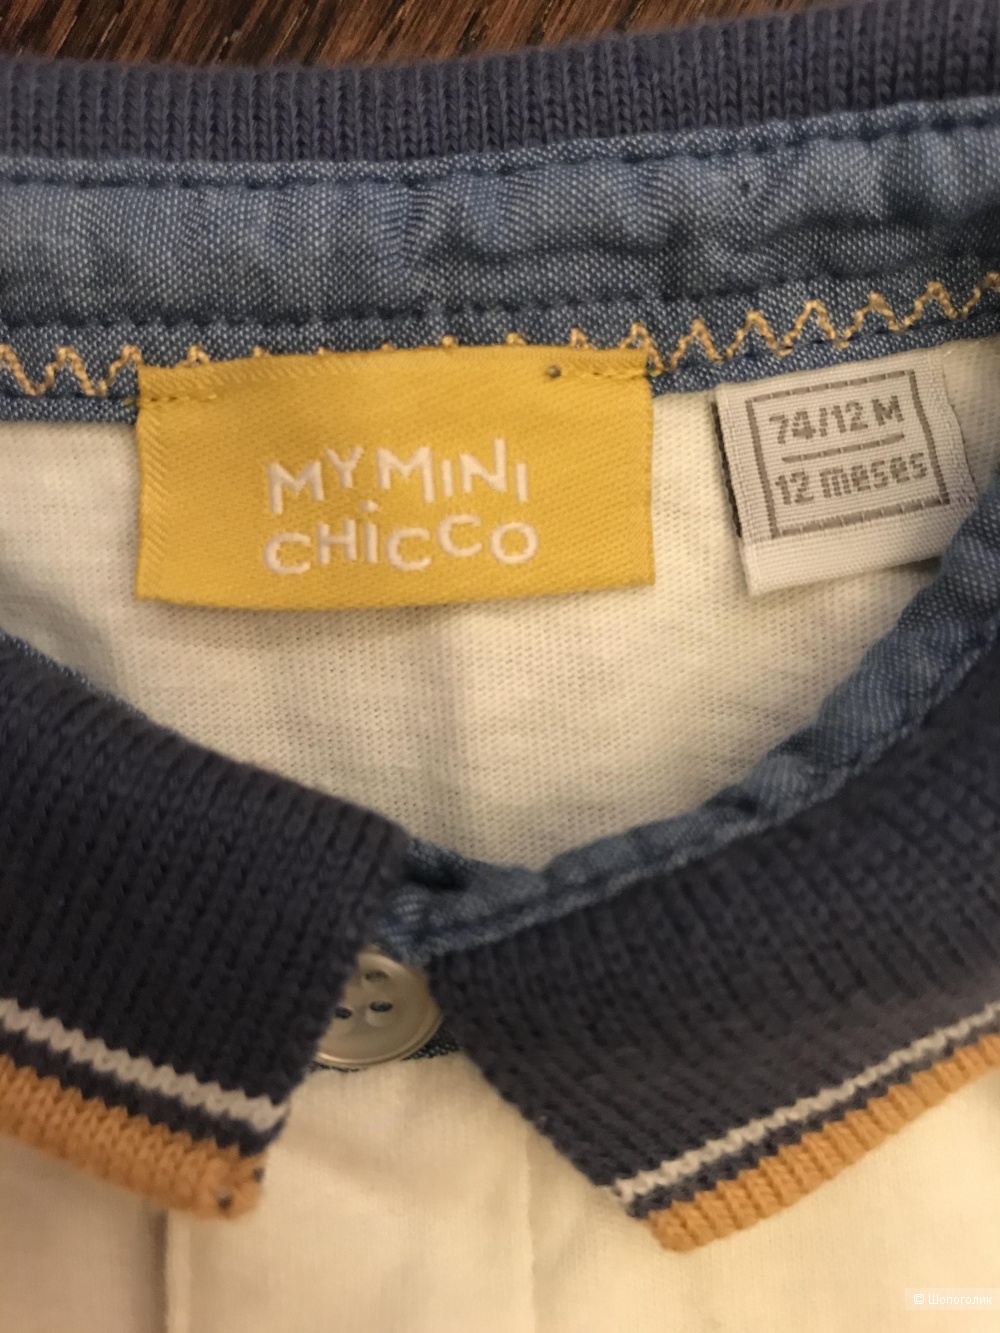 MY MINI
CHiCCO
74/12 M
12 meses
© Шопоголик